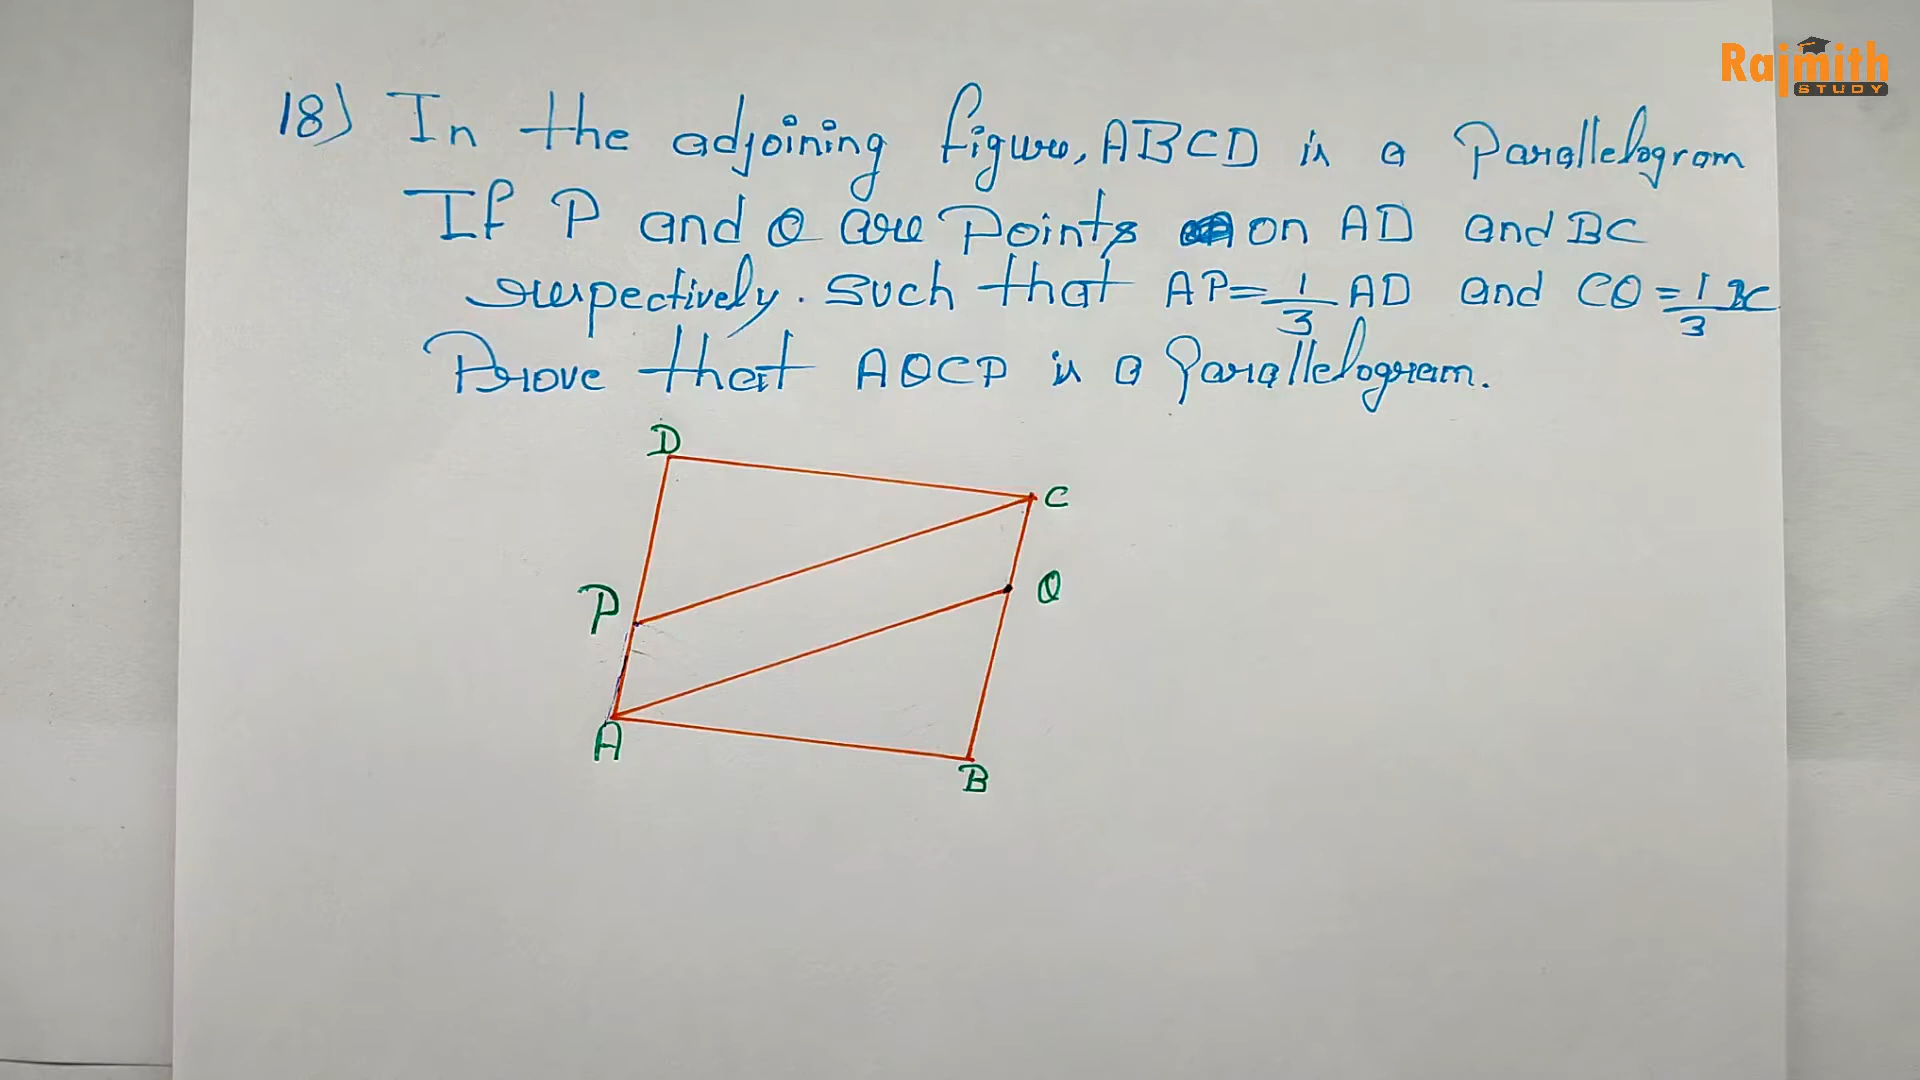 Rajmith
STUDY
18) In the adjoining figure, ABCD is a Parallelogram
If P and Q are Points on AD and BC
respectively. Such that AP = 1/3 AD and CQ = 1/3 BC
Prove that AQCP is a Parallelogram.
D
C
P
Q
A
B